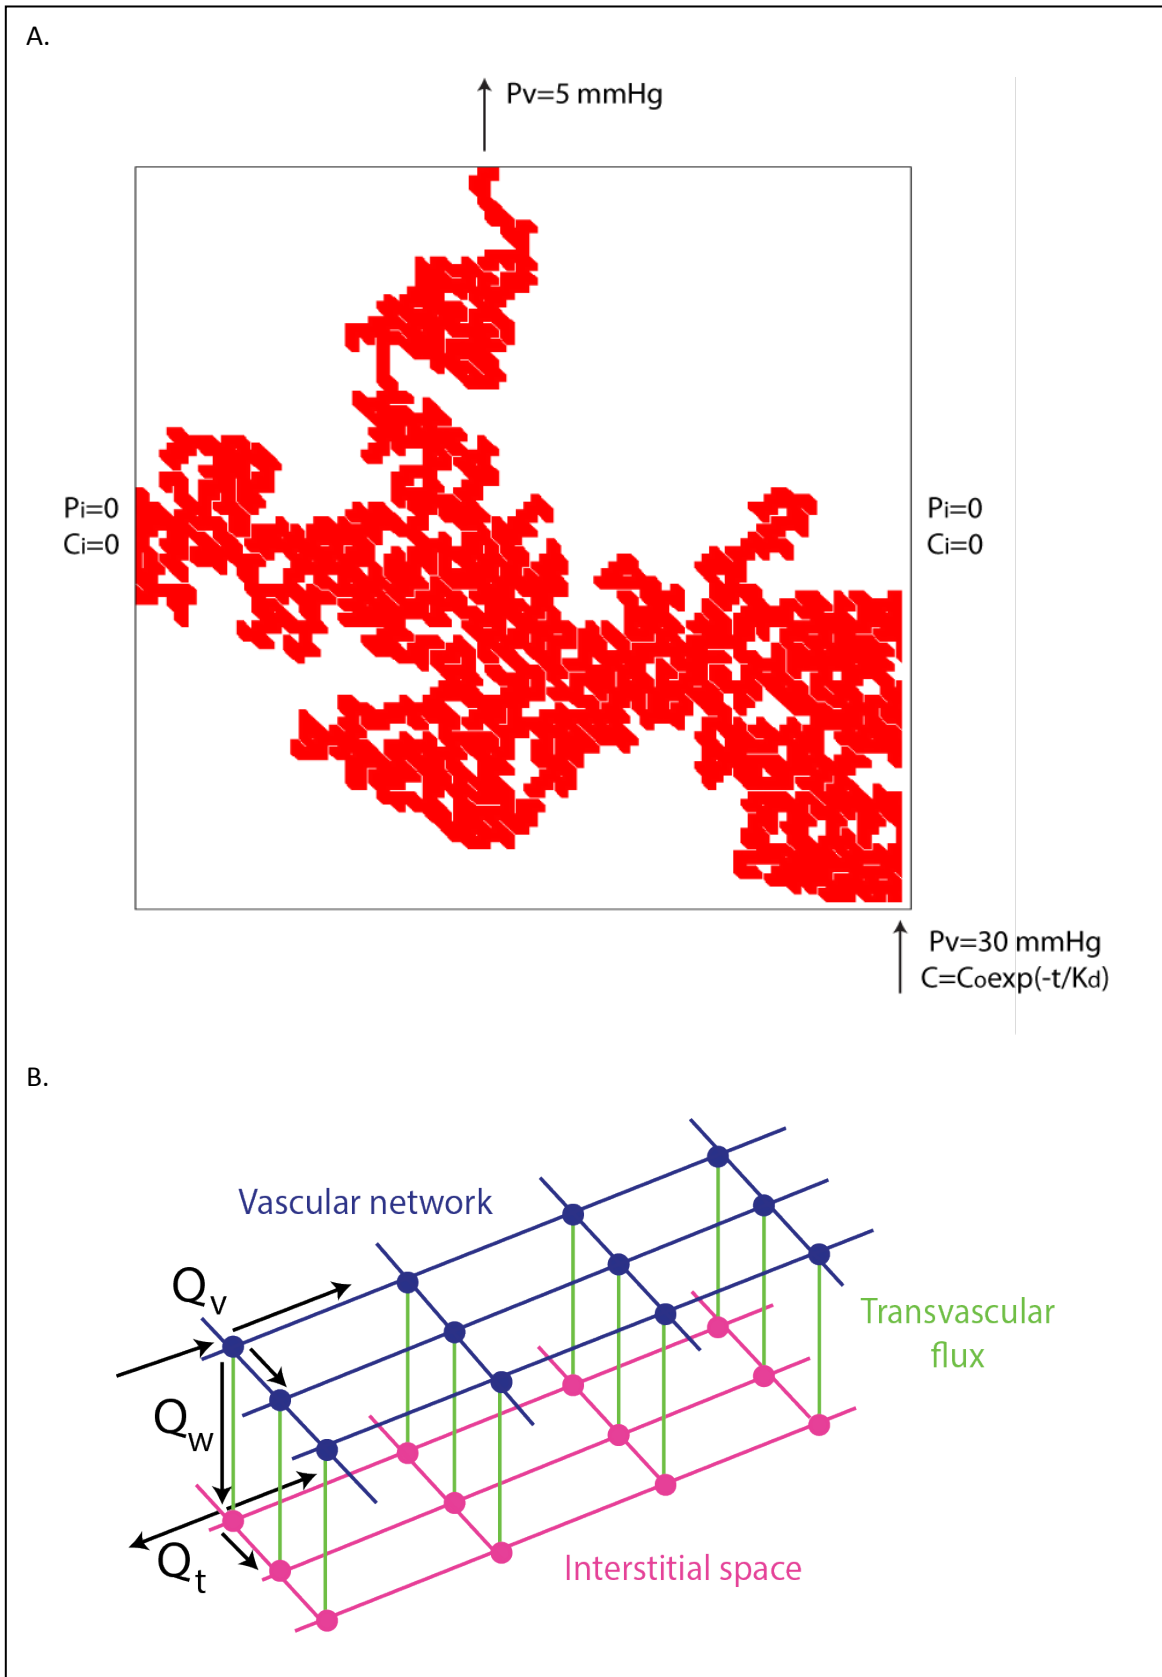 A.
Pv=5 mmHg
Pi=0
Ci=0
Pi=0
Ci=0
Pv=30 mmHg
C=Coexp(-t/Kd)
B.
Vascular network
Qv
Transvascular
flux
Qw
Qt
Interstitial space